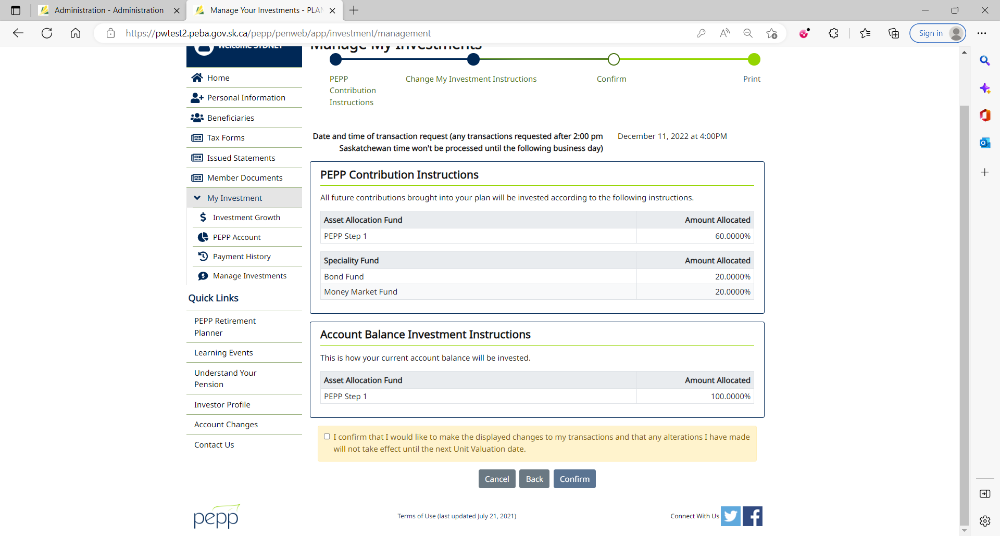 Administration - Administration
Manage Your Investments - PLAN
https://pwtest2.peba.gov.sk.ca/pepp/penweb/app/investment/management
Sign in
Welcome SYDNEY
Home
Personal Information
Beneficiaries
Tax Forms
Issued Statements
Member Documents
My Investment
Investment Growth
PEPP Account
Payment History
Manage Investments
Quick Links
PEPP Retirement
Planner
Learning Events
Understand Your
Pension
Investor Profile
Account Changes
Contact Us
Manage My Investments
PEPP
Contribution
Instructions
Change My Investment Instructions
Confirm
Print
Date and time of transaction request (any transactions requested after 2:00 pm
Saskatchewan time won't be processed until the following business day)
December 11, 2022 at 4:00PM
PEPP Contribution Instructions
All future contributions brought into your plan will be invested according to the following instructions.
Asset Allocation Fund Amount Allocated
PEPP Step 1 60.0000%
Speciality Fund Amount Allocated
Bond Fund 20.0000%
Money Market Fund 20.0000%
Account Balance Investment Instructions
This is how your current account balance will be invested.
Asset Allocation Fund Amount Allocated
PEPP Step 1 100.0000%
I confirm that I would like to make the displayed changes to my transactions and that any alterations I have made
will not take effect until the next Unit Valuation date.
Cancel Back Confirm
pepp
Terms of Use (last updated July 21, 2021)
Connect With Us